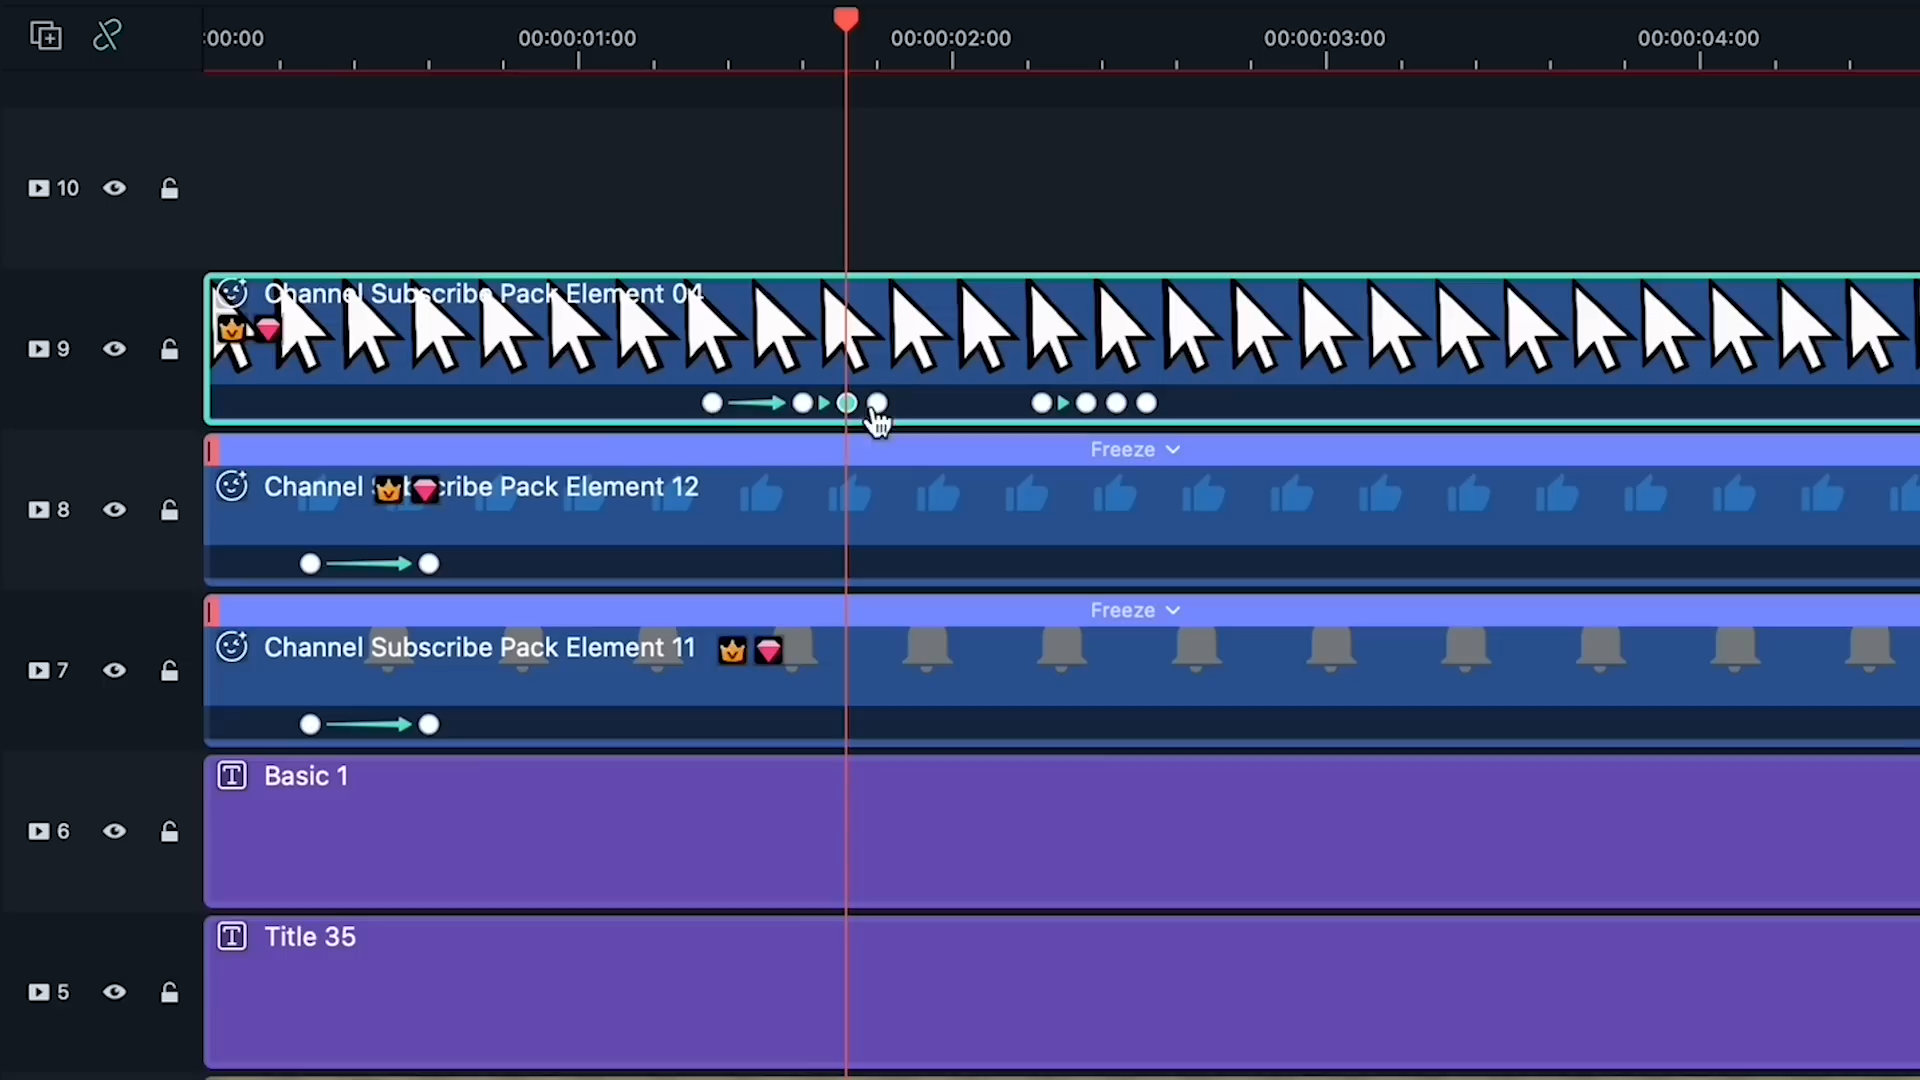 :00:00 00:00:01:00 00:00:02:00 00:00:03:00 00:00:04:00
10
Channel Subscribe Pack Element 04
9
Freeze
Channel Subscribe Pack Element 12
8
Freeze
Channel Subscribe Pack Element 11
7
T Basic 1
6
T Title 35
5